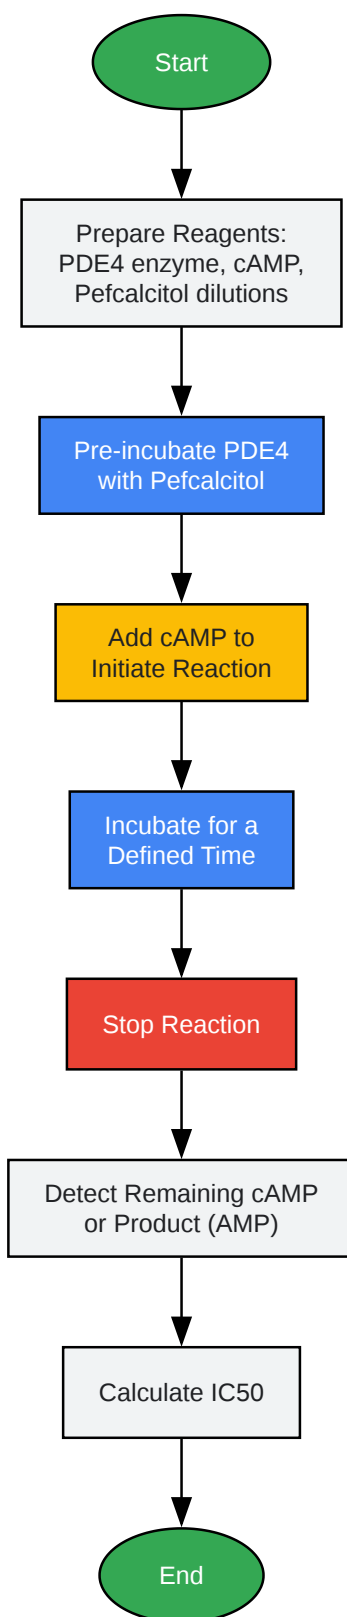 Start
Prepare Reagents:
PDE4 enzyme, cAMP,
Pefcalcitol dilutions
Pre-incubate PDE4
with Pefcalcitol
Add cAMP to
Initiate Reaction
Incubate for a
Defined Time
Stop Reaction
Detect Remaining cAMP
or Product (AMP)
Calculate IC50
End